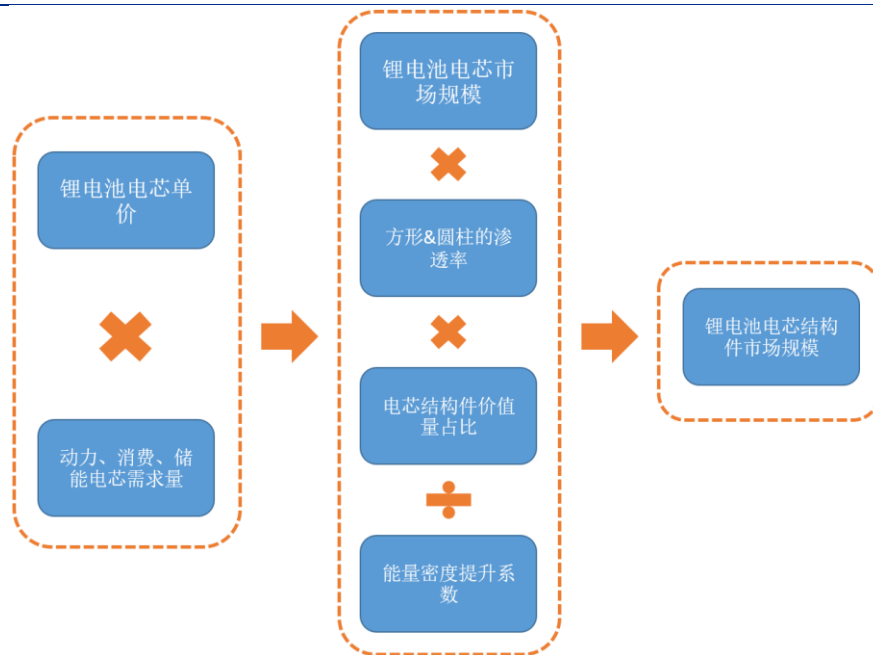 锂电池电芯单
价
动力、消费、储
能电芯需求量
锂电池电芯市
场规模
方形&圆柱的渗
透率
电芯结构件价值
量占比
能量密度提升系
数
锂电池电芯结构
件市场规模